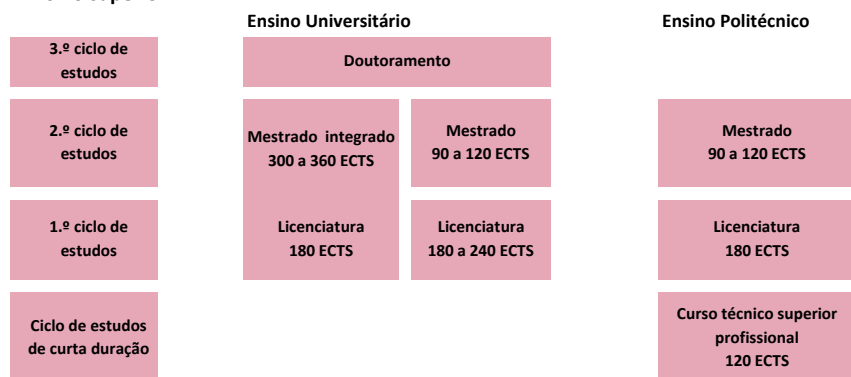 Ensino Universitário
Ensino Politécnico
3.º ciclo de
estudos
Doutoramento
2.º ciclo de
estudos
Mestrado integrado
300 a 360 ECTS
Mestrado
90 a 120 ECTS
Mestrado
90 a 120 ECTS
1.º ciclo de
estudos
Licenciatura
180 ECTS
Licenciatura
180 a 240 ECTS
Licenciatura
180 ECTS
Ciclo de estudos
de curta duração
Curso técnico superior
profissional
120 ECTS